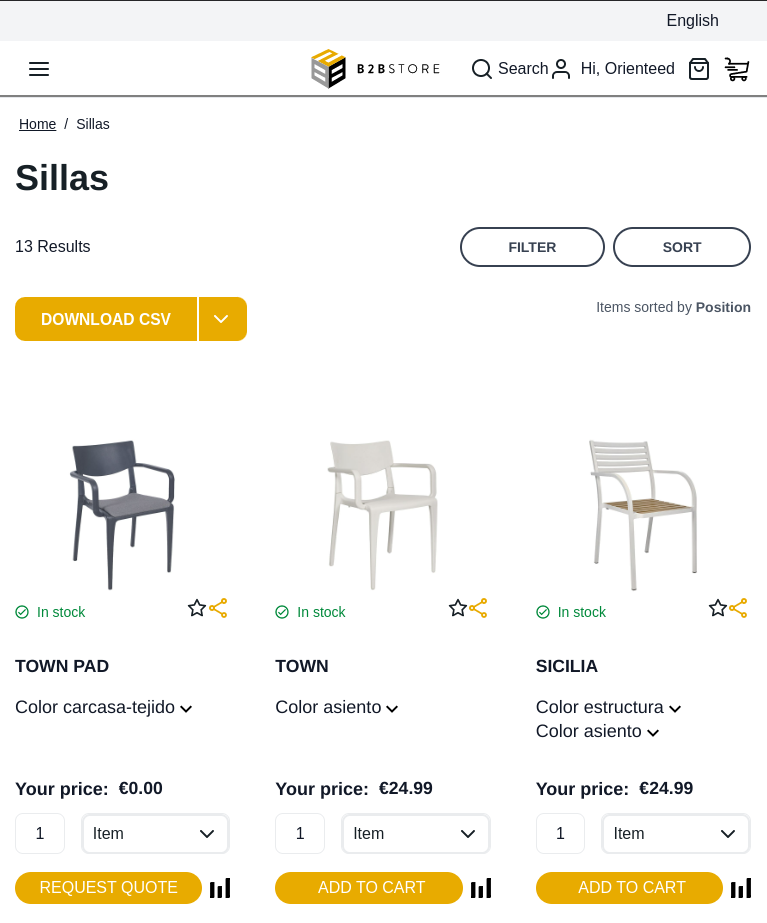 English
B2BSTORE
Search
Hi, Orienteed
Home / Sillas
Sillas
13 Results
FILTER
SORT
DOWNLOAD CSV
Items sorted by Position
In stock
In stock
In stock
TOWN PAD
TOWN
SICILIA
Color carcasa-tejido
Color asiento
Color estructura
Color asiento
Your price: €0.00
Your price: €24.99
Your price: €24.99
1 Item
1 Item
1 Item
REQUEST QUOTE
ADD TO CART
ADD TO CART